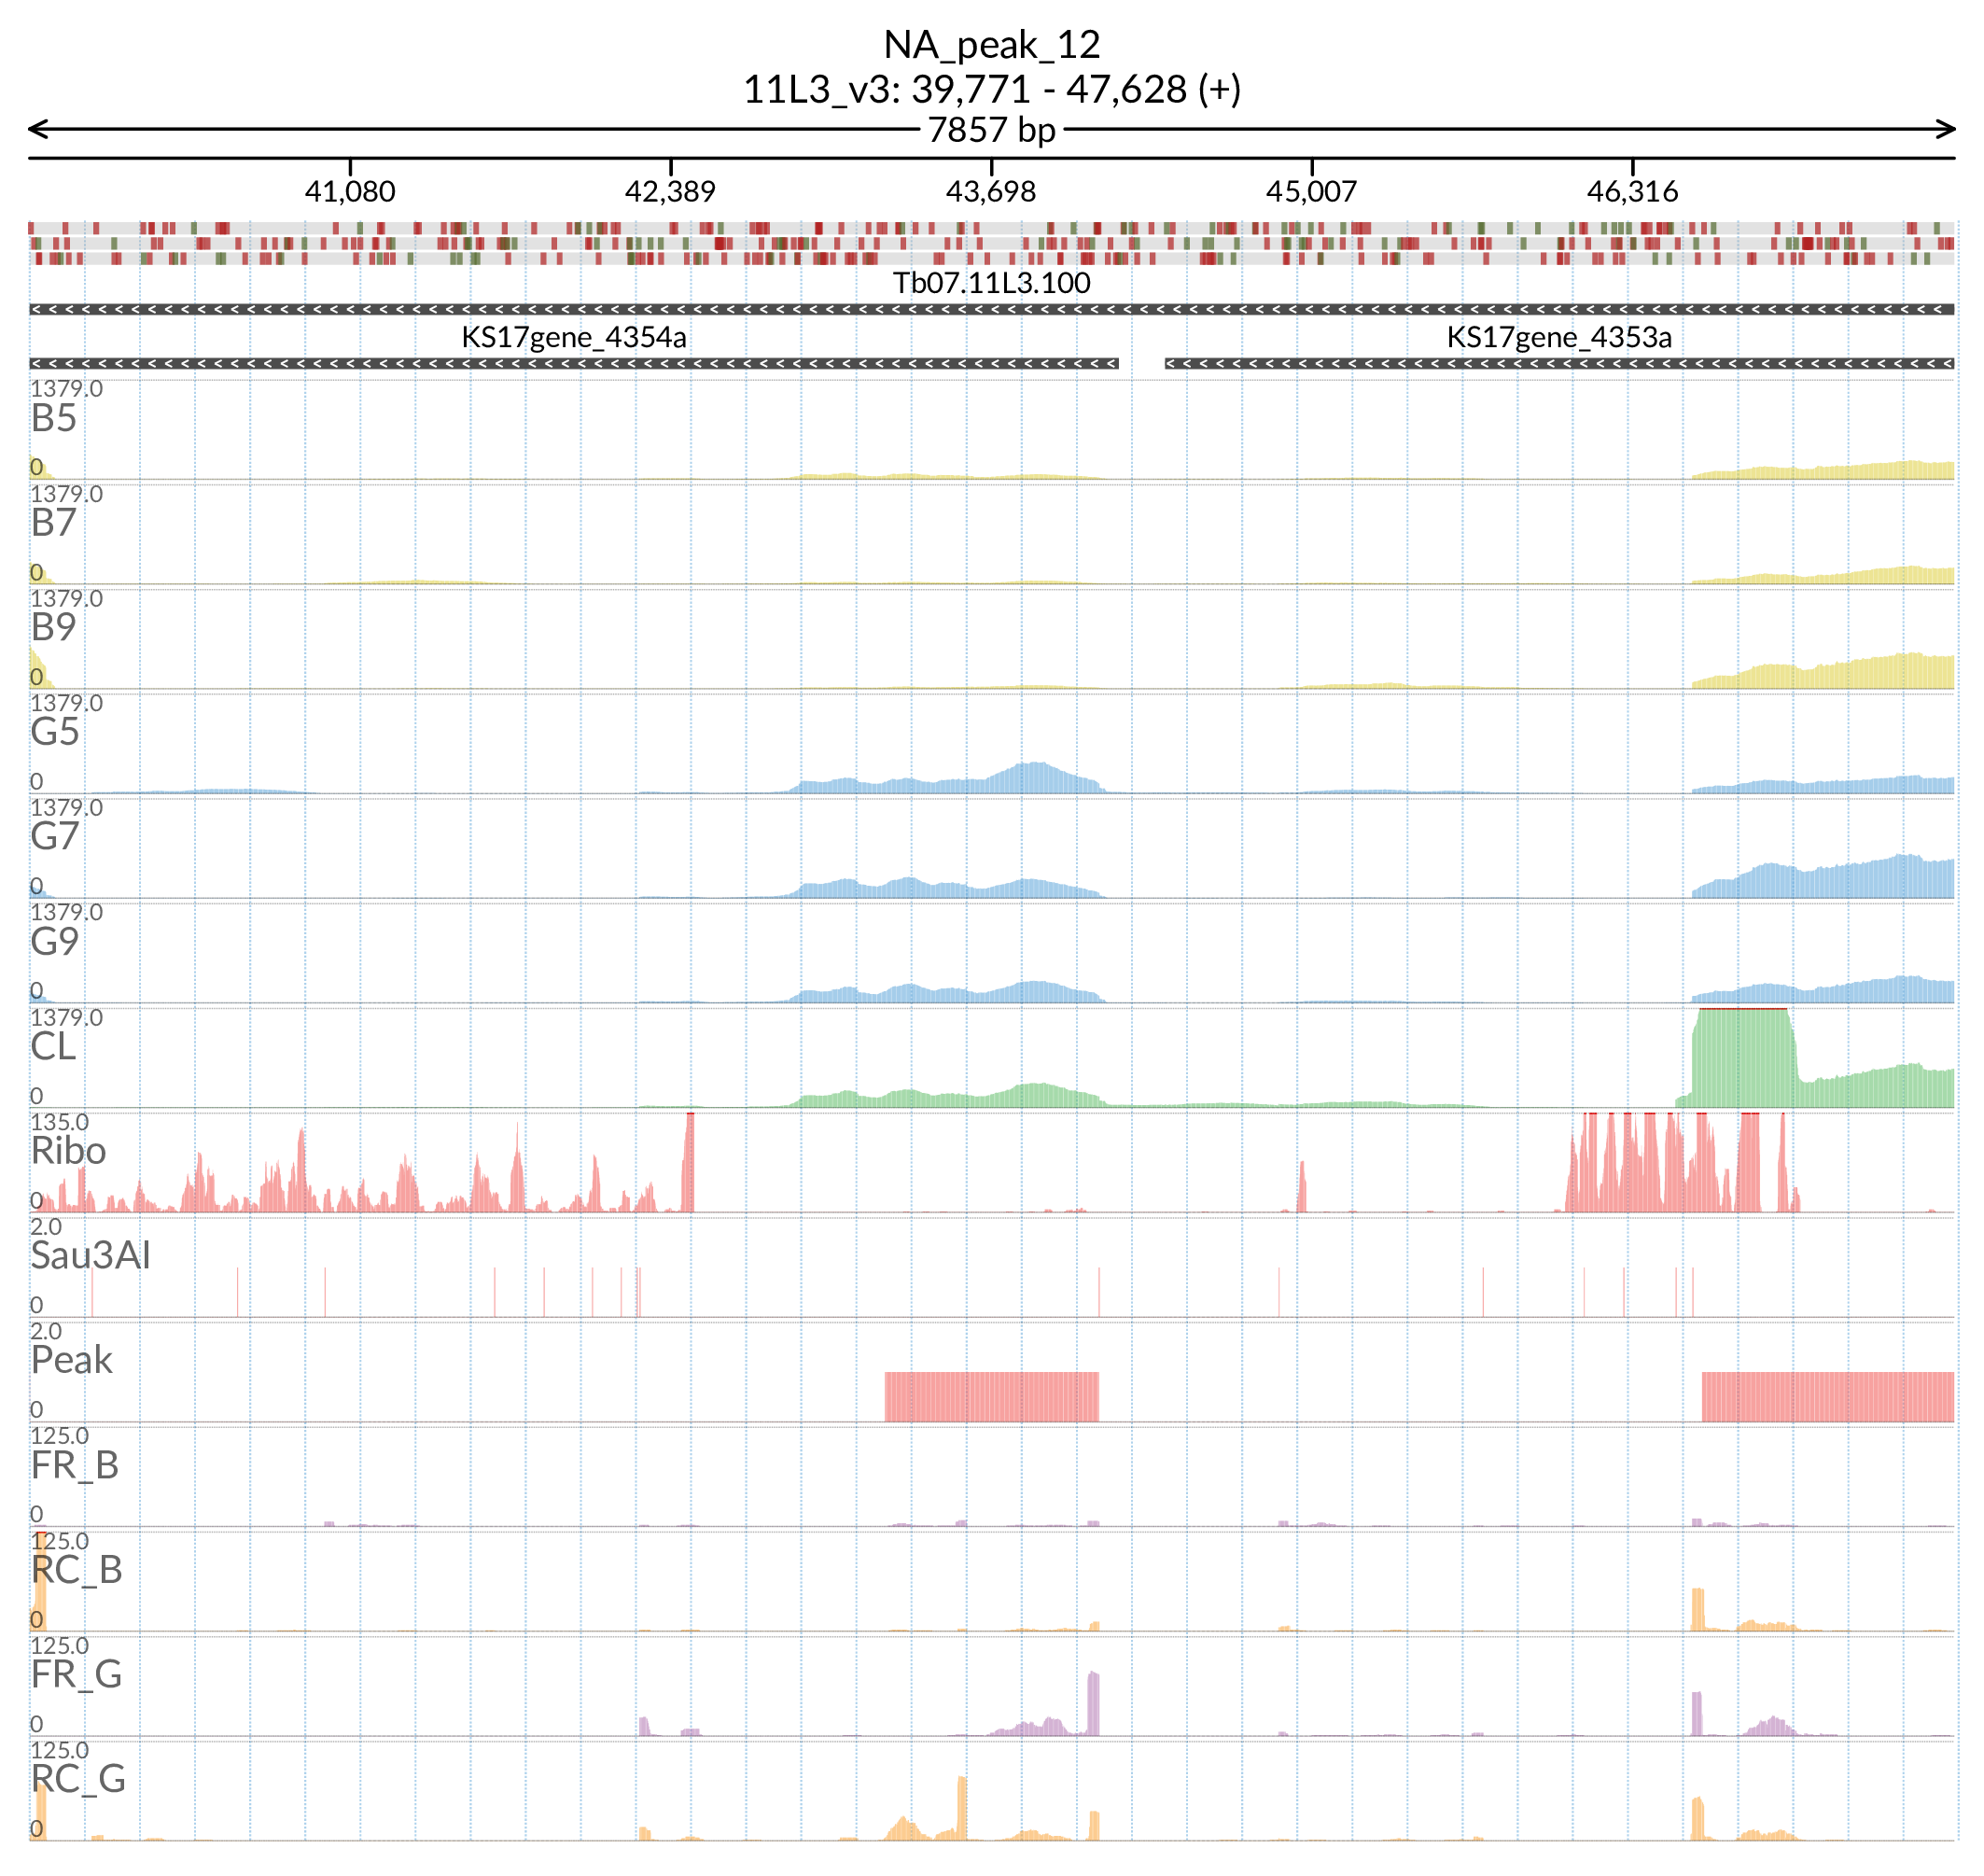 NA_peak_12
11L3_v3: 39,771 - 47,628 (+)
7857 bp
41,080 42,389 43,698 45,007 46,316
Tb07.11L3.100
KS17gene_4354a KS17gene_4353a
1379.0
B5
0
1379.0
B7
0
1379.0
B9
0
1379.0
G5
0
1379.0
G7
0
1379.0
G9
0
1379.0
CL
0
135.0
Ribo
0
2.0
Sau3AI
0
2.0
Peak
0
125.0
FR_B
0
125.0
RC_B
0
125.0
FR_G
0
125.0
RC_G
0